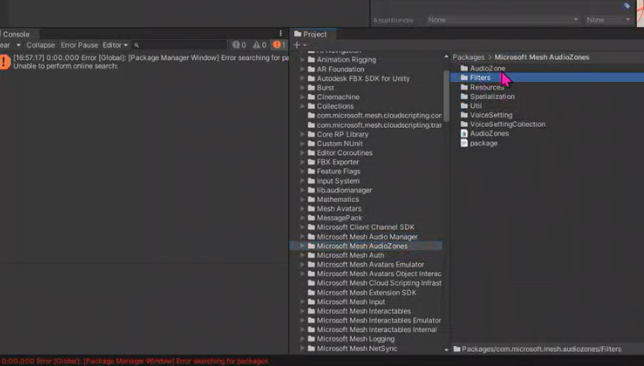 AssetBundle None None
Console
Project
ear Collapse Error Pause Editor 0 0 1
[16:57:17] 0:00.000 Error [Global]: [Package Manager Window] Error searching for pa
Unable to perform online search:
Animation Rigging
AR Foundation
Autodesk FBX SDK for Unity
Burst
Cinemachine
Collections
com.microsoft.mesh.cloudscripting.cor
com.microsoft.mesh.cloudscripting.trar
Core RP Library
Custom NUnit
Editor Coroutines
FBX Exporter
Feature Flags
Input System
lib.audiomanager
Mathematics
Mesh Avatars
MessagePack
Microsoft Client Channel SDK
Microsoft Mesh Audio Manager
Microsoft Mesh AudioZones
Microsoft Mesh Auth
Microsoft Mesh Avatars Emulator
Microsoft Mesh Avatars Object Interac
Microsoft Mesh Cloud Scripting Infrast
Microsoft Mesh Extension SDK
Microsoft Mesh Input
Microsoft Mesh Interactables
Microsoft Mesh Interactables Emulator
Microsoft Mesh Interactables Internal
Microsoft Mesh Logging
Microsoft Mesh NetSync
Packages > Microsoft Mesh AudioZones
AudioZone
Filters
Resources
Spatialization
Util
VoiceSetting
VoiceSettingCollection
AudioZones
package
Packages/com.microsoft.mesh.audiozones/Filters
0:00.000 Error [Global]: [Package Manager Window] Error searching for packages.